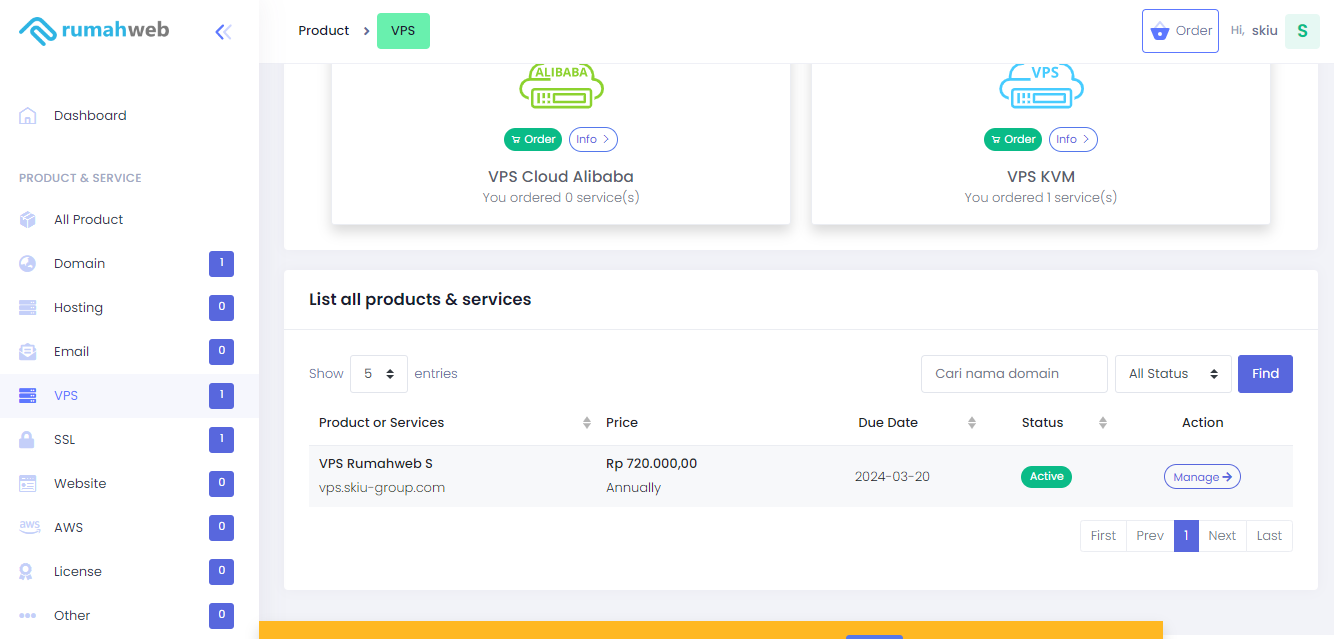 rumahweb
Product > VPS
Order
Hi, skiu
S
Dashboard
PRODUCT & SERVICE
All Product
Domain 1
Hosting 0
Email 0
VPS 1
SSL 1
Website 0
aws AWS 0
License 0
Other 0
ALIBABA
Order Info >
VPS Cloud Alibaba
You ordered 0 service(s)
VPS
Order Info >
VPS KVM
You ordered 1 service(s)
List all products & services
Show 5 entries
Cari nama domain All Status Find
Product or Services Price Due Date Status Action
VPS Rumahweb S Rp 720.000,00
vps.skiu-group.com Annually 2024-03-20 Active Manage
First Prev 1 Next Last